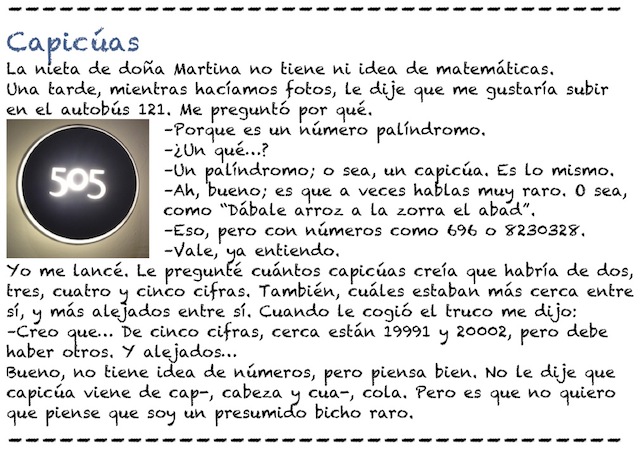 Capicúas
La nieta de doña Martina no tiene ni idea de matemáticas.
Una tarde, mientras hacíamos fotos, le dije que me gustaría subir
en el autobús 121. Me preguntó por qué.
505
-Porque es un número palíndromo.
-¿Un qué...?
-Un palíndromo; o sea, un capicúa. Es lo mismo.
-Ah, bueno; es que a veces hablas muy raro. O sea,
como “Dábale arroz a la zorra el abad”.
-Eso, pero con números como 696 o 8230328.
-Vale, ya entiendo.
Yo me lancé. Le pregunté cuántos capicúas creía que habría de dos,
tres, cuatro y cinco cifras. También, cuáles estaban más cerca entre
sí, y más alejados entre sí. Cuando le cogió el truco me dijo:
-Creo que... De cinco cifras, cerca están 19991 y 20002, pero debe
haber otros. Y alejados...
Bueno, no tiene idea de números, pero piensa bien. No le dije que
capicúa viene de cap-, cabeza y cua-, cola. Pero es que no quiero
que piense que soy un presumido bicho raro.